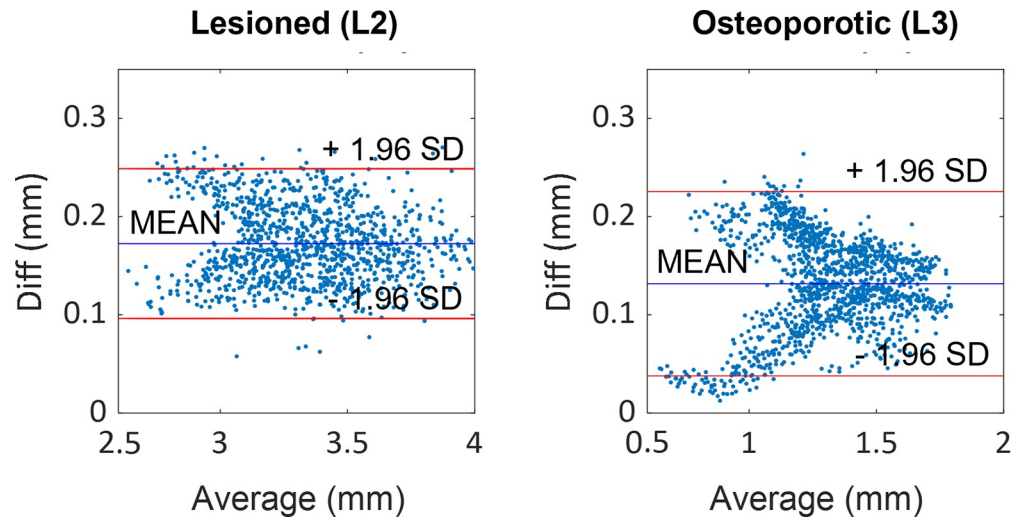 Lesioned (L2)
Diff (mm)
0.3
0.2
0.1
0
+ 1.96 SD
MEAN
- 1.96 SD
2.5 3 3.5 4
Average (mm)
Osteoporotic (L3)
Diff (mm)
0.3
0.2
0.1
0
+ 1.96 SD
MEAN
- 1.96 SD
0.5 1 1.5 2
Average (mm)